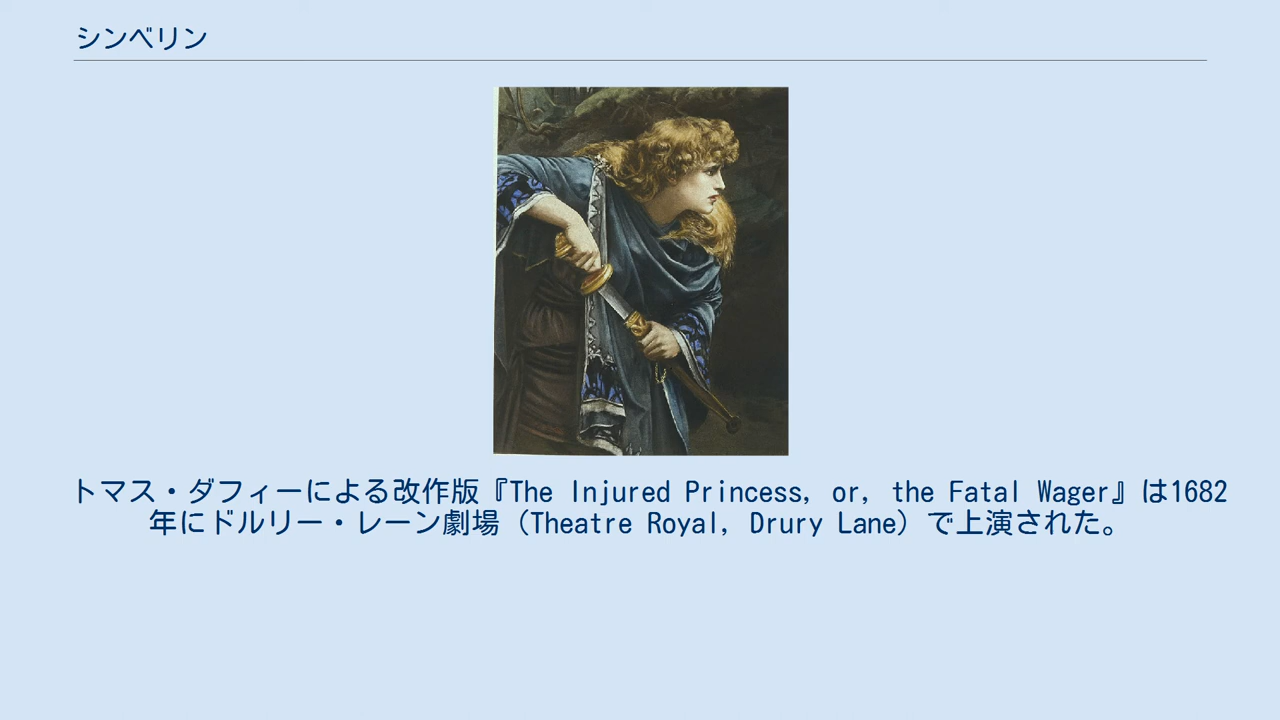 シンベリン
トマス・ダフィーによる改作版『The Injured Princess, or, the Fatal Wager』は1682
年にドルリー・レーン劇場（Theatre Royal, Drury Lane）で上演された。